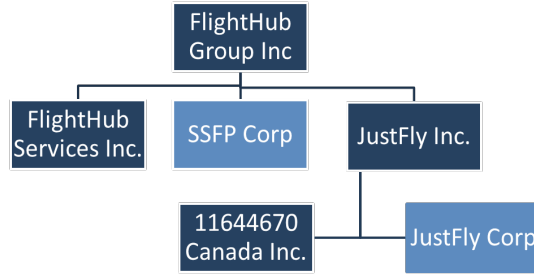 FlightHub
Group Inc
FlightHub
Services Inc.
SSFP Corp
JustFly Inc.
11644670
Canada Inc.
JustFly Corp